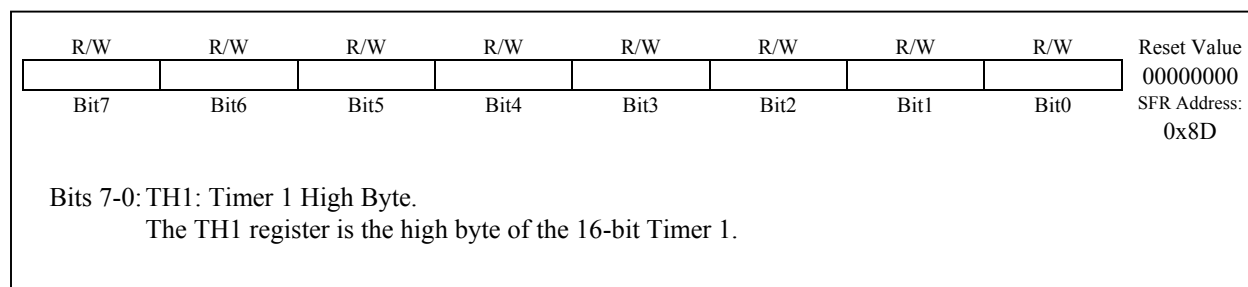 R/W R/W R/W R/W R/W R/W R/W R/W Reset Value
00000000
Bit7 Bit6 Bit5 Bit4 Bit3 Bit2 Bit1 Bit0 SFR Address:
0x8D
Bits 7-0: TH1: Timer 1 High Byte.
The TH1 register is the high byte of the 16-bit Timer 1.